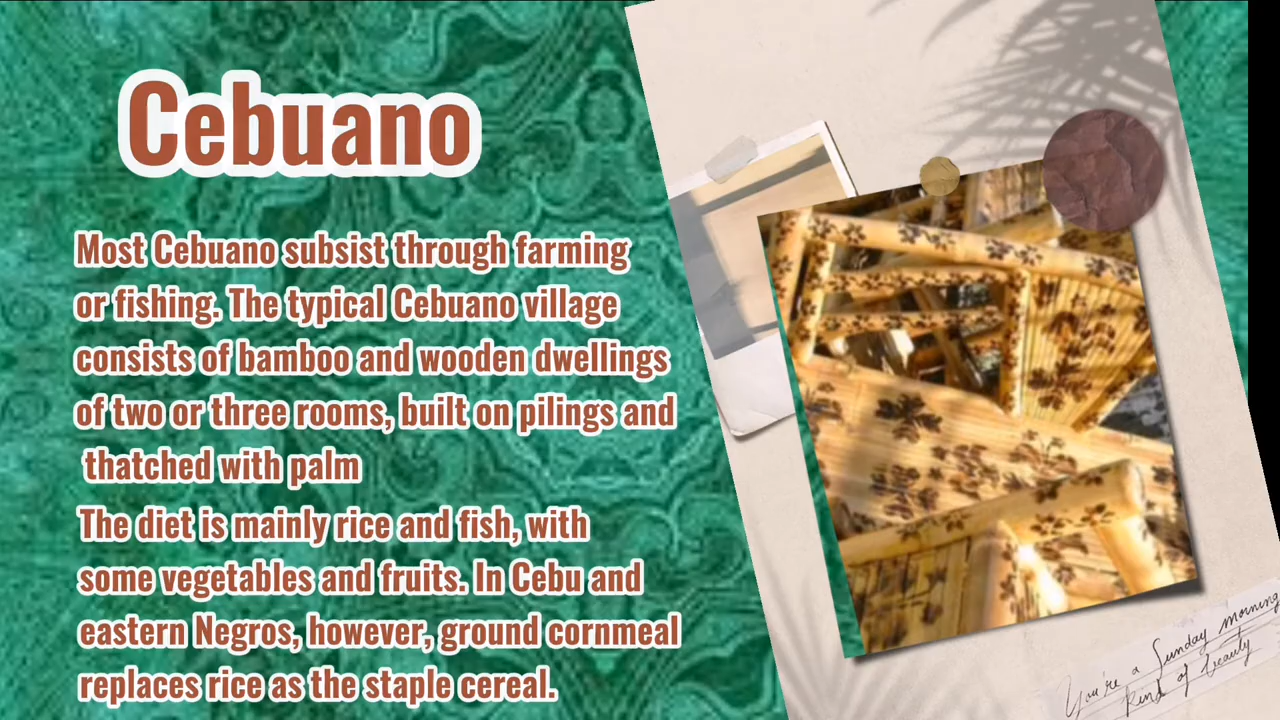 Cebuano
Most Cebuano subsist through farming
or fishing. The typical Cebuano village
consists of bamboo and wooden dwellings
of two or three rooms, built on pilings and
thatched with palm
The diet is mainly rice and fish, with
some vegetables and fruits. In Cebu and
eastern Negros, however, ground cornmeal
replaces rice as the staple cereal.
You're a Sunday morning
kind of beauty